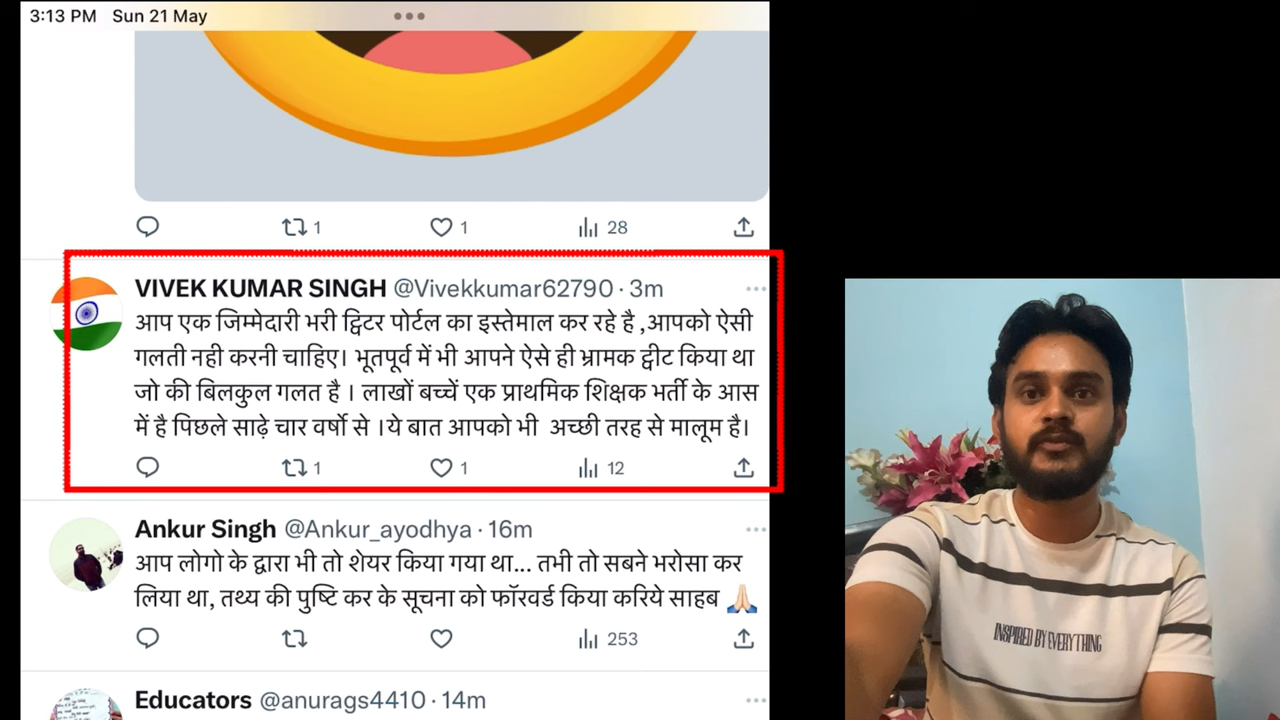 3:13 PM Sun 21 May
1 1 28
VIVEK KUMAR SINGH @Vivekkumar62790 · 3m
आप एक जिम्मेदारी भरी ट्विटर पोर्टल का इस्तेमाल कर रहे है ,आपको ऐसी
गलती नही करनी चाहिए। भूतपूर्व में भी आपने ऐसे ही भ्रामक ट्वीट किया था
जो की बिलकुल गलत है । लाखों बच्चें एक प्राथमिक शिक्षक भर्ती के आस
में है पिछले साढ़े चार वर्षो से ।ये बात आपको भी अच्छी तरह से मालूम है।
1 1 12
Ankur Singh @Ankur_ayodhya · 16m
आप लोगो के द्वारा भी तो शेयर किया गया था... तभी तो सबने भरोसा कर
लिया था, तथ्य की पुष्टि कर के सूचना को फॉरवर्ड किया करिये साहब 🙏🏻
253
Educators @anurags4410 · 14m
INSPIRED BY EVERYTHING